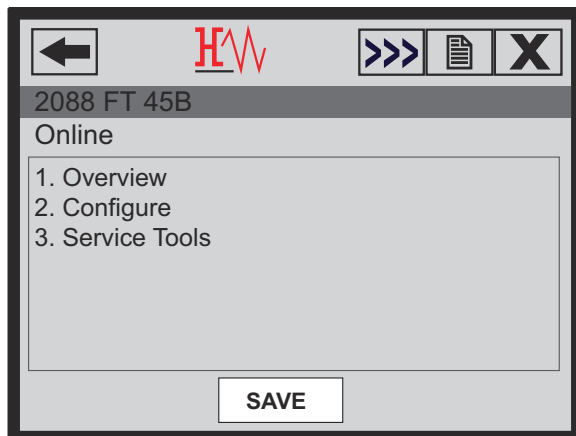 H
>>>
X
2088 FT 45B
Online
1. Overview
2. Configure
3. Service Tools
SAVE